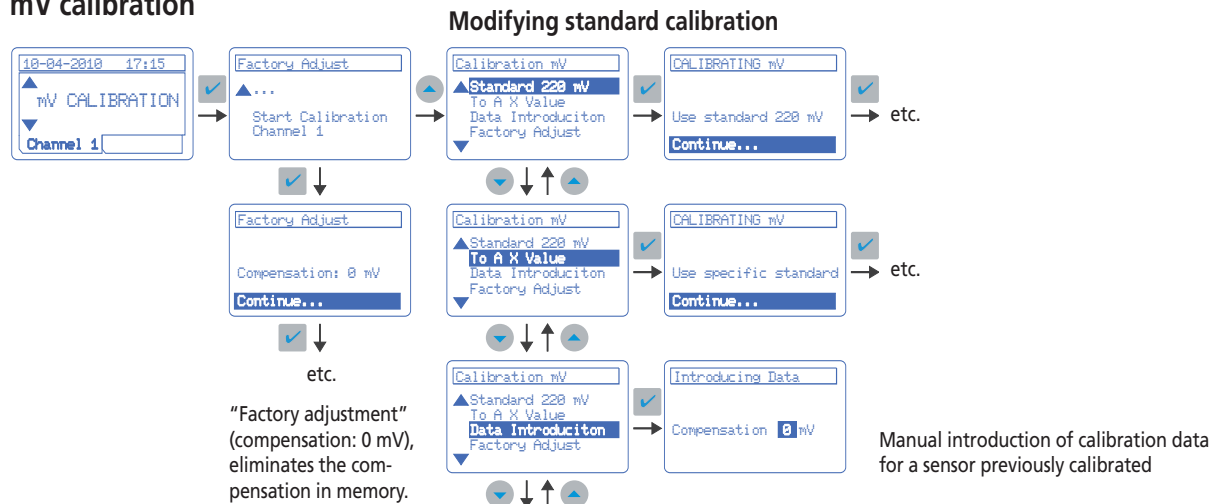 mV calibration
Modifying standard calibration
10-04-2010 17:15
mV CALIBRATION
Channel 1
Factory Adjust
...
Start Calibration
Channel 1
Calibration mV
Standard 220 mV
To A X Value
Data Introduciton
Factory Adjust
CALIBRATING mV
Use standard 220 mV
Continue...
etc.
Factory Adjust
Compensation: 0 mV
Continue...
etc.
"Factory adjustment"
(compensation: 0 mV),
eliminates the com-
pensation in memory.
Calibration mV
Standard 220 mV
To A X Value
Data Introduciton
Factory Adjust
CALIBRATING mV
Use specific standard
Continue...
etc.
Calibration mV
Standard 220 mV
To A X Value
Data Introduciton
Factory Adjust
Introducing Data
Compensation 0 mV
Manual introduction of calibration data
for a sensor previously calibrated